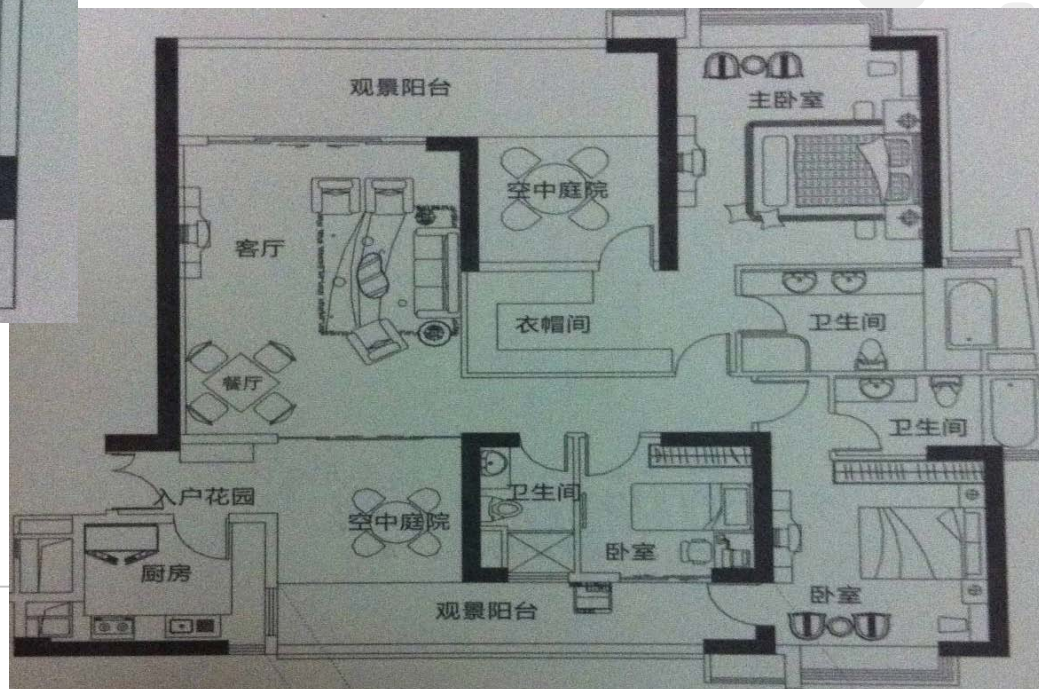 观景阳台
主卧室
空中庭院
客厅
衣帽间
卫生间
餐厅
卫生间
入户花园
卫生间
空中庭院
卧室
厨房
卧室
观景阳台